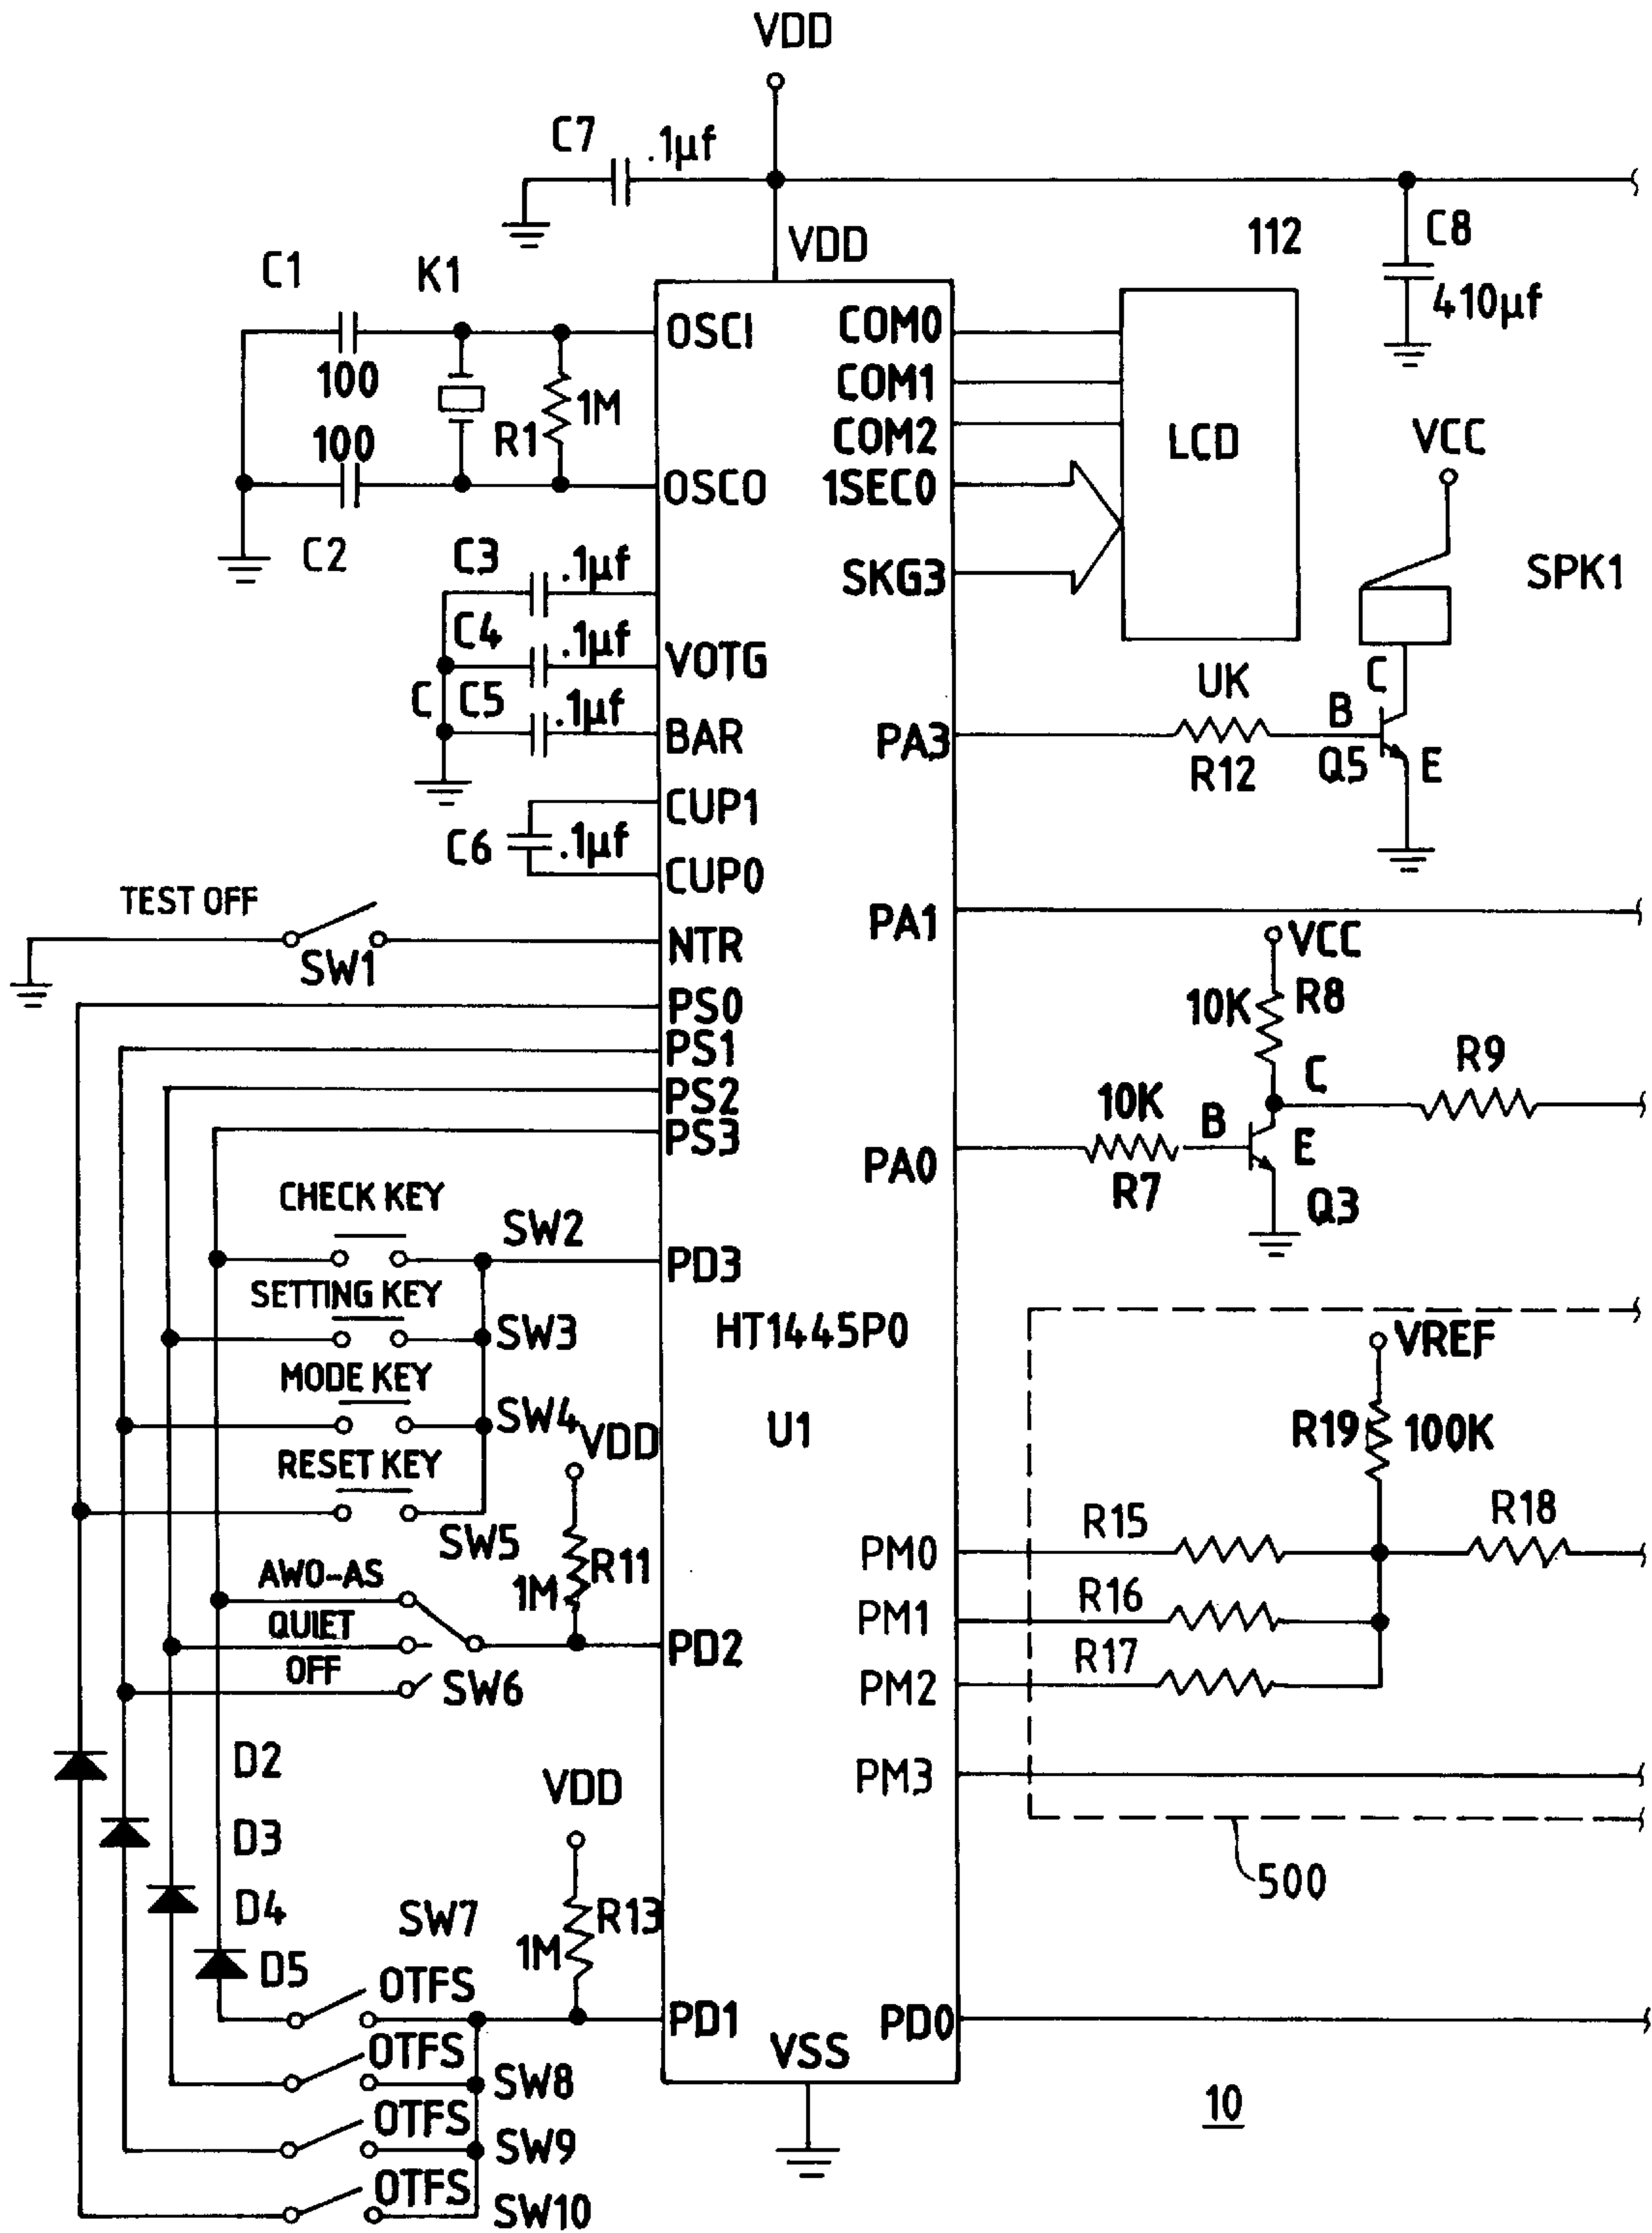 VDD
C7
.1µf
VDD
112
C8
410µf
C1
K1
100
100
R1
1M
C2
OSCI
OSCO
COM0
COM1
COM2
1SEC0
SKG3
LCD
VCC
SPK1
C3
.1µf
C4
.1µf
C
C5
.1µf
VOTG
BAR
C6
.1µf
CUP1
CUP0
UK
R12
C
B
Q5
E
PA3
TEST OFF
SW1
NTR
PA1
PS0
PS1
PS2
PS3
VCC
10K
R8
R9
C
10K
B
E
R7
Q3
PA0
CHECK KEY
SW2
PD3
SETTING KEY
SW3
HT1445P0
MODE KEY
SW4
U1
RESET KEY
SW5
VDD
R11
1M
VREF
R19
100K
R15
R18
PM0
R16
PM1
R17
PM2
PM3
AWO-AS
QUIET
OFF
SW6
PD2
500
D2
D3
D4
D5
VDD
R13
1M
SW7
OTFS
PD1
PD0
OTFS
SW8
VSS
OTFS
SW9
OTFS
SW10
10